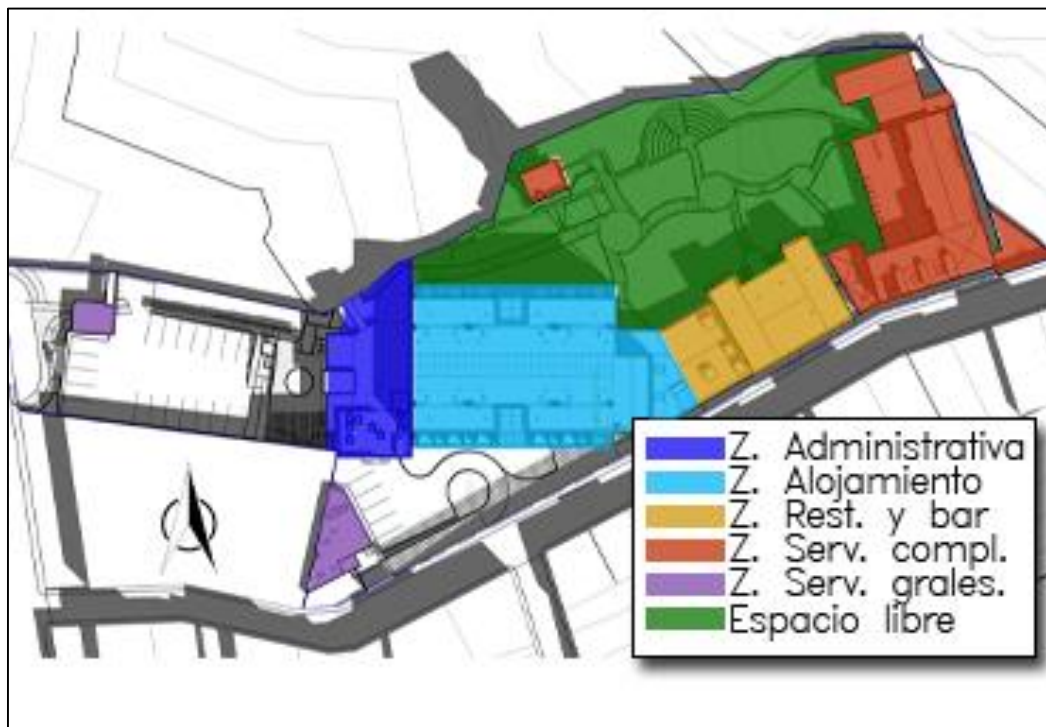 Z. Administrativa
Z. Alojamiento
Z. Rest. y bar
Z. Serv. compl.
Z. Serv. grales.
Espacio libre